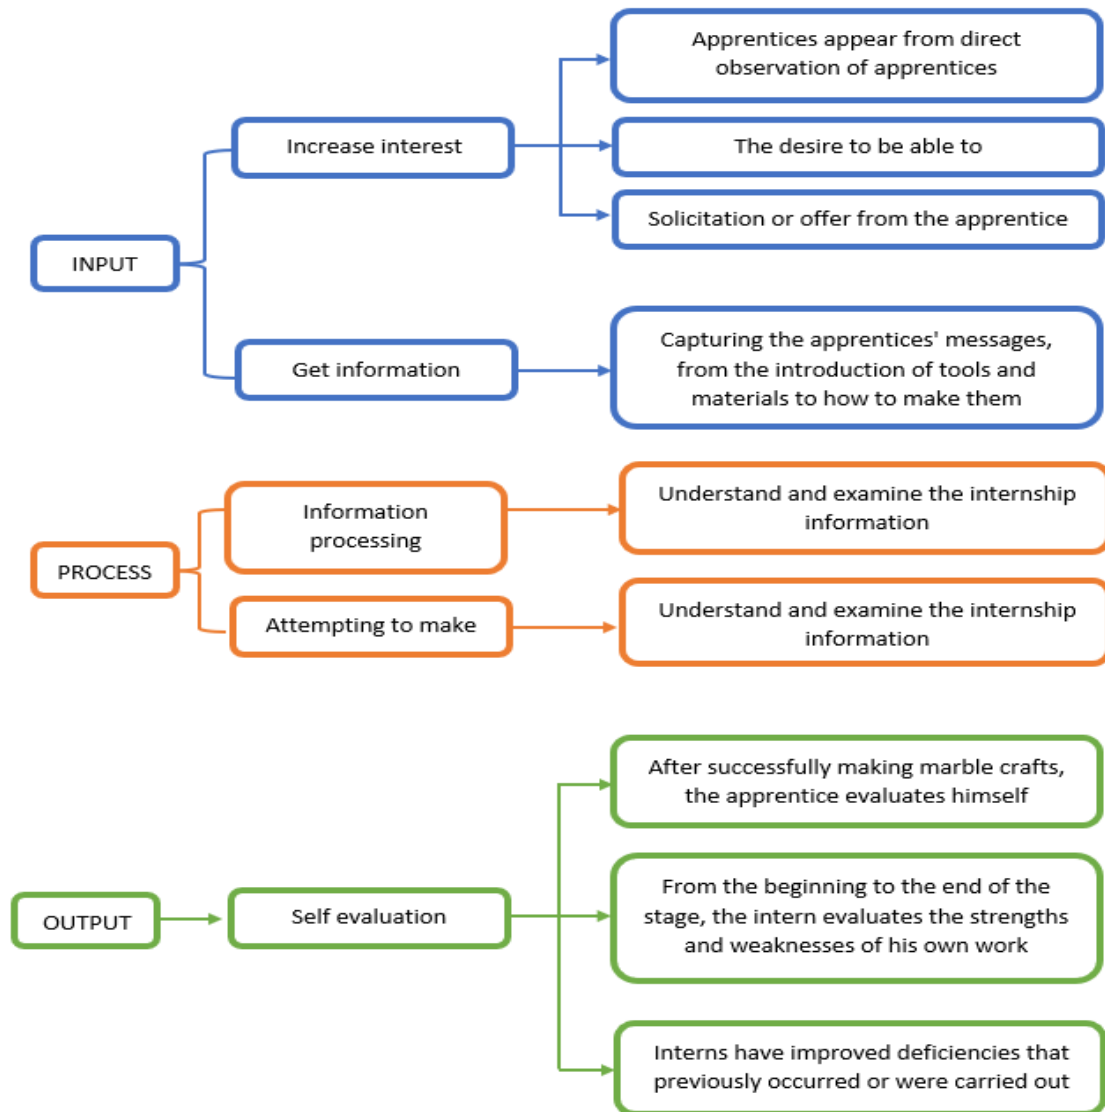 INPUT
Increase interest
Apprentices appear from direct
observation of apprentices
The desire to be able to
Solicitation or offer from the apprentice
Get information
Capturing the apprentices' messages,
from the introduction of tools and
materials to how to make them
PROCESS
Information
processing
Understand and examine the internship
information
Attempting to make
Understand and examine the internship
information
OUTPUT
Self evaluation
After successfully making marble crafts,
the apprentice evaluates himself
From the beginning to the end of the
stage, the intern evaluates the strengths
and weaknesses of his own work
Interns have improved deficiencies that
previously occurred or were carried out